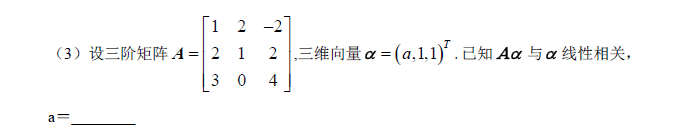 (3) 设三阶矩阵 A = [1 2 −2; 2 1 2; 3 0 4] ,三维向量 α = (a,1,1)^T . 已知 Aα 与 α 线性相关，
a=________